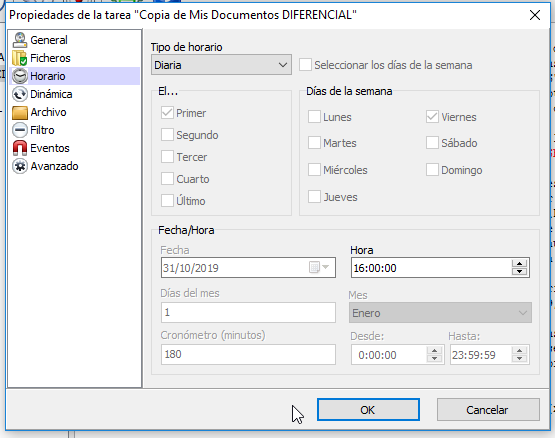 Propiedades de la tarea "Copia de Mis Documentos DIFERENCIAL"
General
Ficheros
Horario
Dinámica
Archivo
Filtro
Eventos
Avanzado
Tipo de horario
Diaria
Seleccionar los días de la semana
El...
Primer
Segundo
Tercer
Cuarto
Último
Días de la semana
Lunes
Viernes
Martes
Sábado
Miércoles
Domingo
Jueves
Fecha/Hora
Fecha
Hora
31/10/2019
16:00:00
Días del mes
Mes
1
Enero
Cronómetro (minutos)
Desde:
Hasta:
180
0:00:00
23:59:59
OK
Cancelar